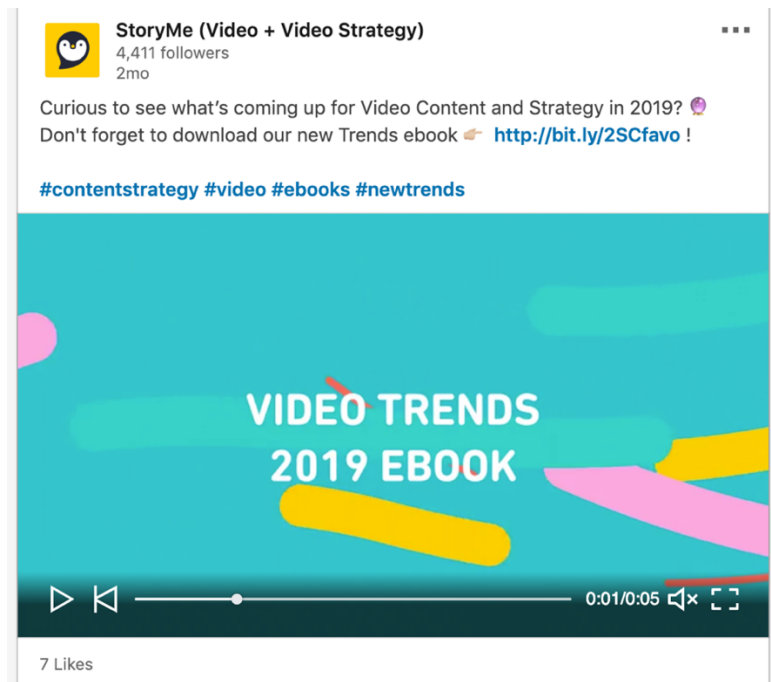 StoryMe (Video + Video Strategy)
4,411 followers
2mo
Curious to see what’s coming up for Video Content and Strategy in 2019? 🔮
Don't forget to download our new Trends ebook 👉🏼 http://bit.ly/2SCfavo !
#contentstrategy #video #ebooks #newtrends
VIDEO TRENDS
2019 EBOOK
0:01/0:05
7 Likes